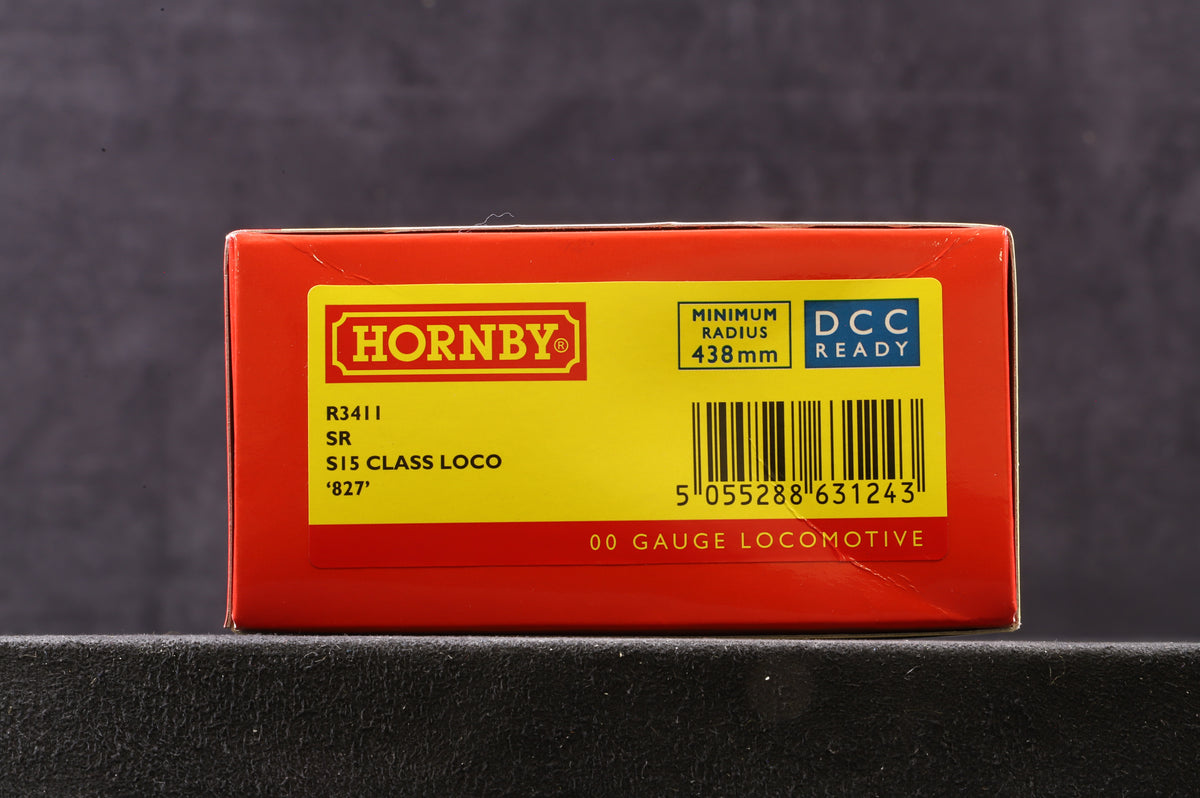 HORNBY®
MINIMUM
RADIUS
438mm
DCC
READY
R3411
SR
S15 CLASS LOCO
‘827’
5 055288 631243
00 GAUGE LOCOMOTIVE